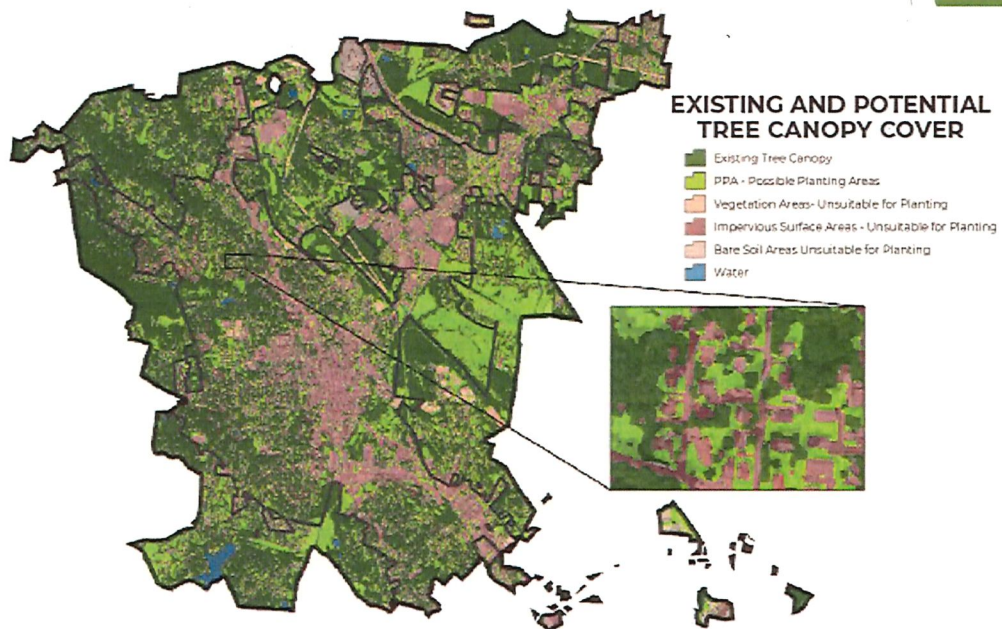 EXISTING AND POTENTIAL
TREE CANOPY COVER
Existing Tree Canopy
PPA - Possible Planting Areas
Vegetation Areas- Unsuitable for Planting
Impervious Surface Areas - Unsuitable for Planting
Bare Soil Areas Unsuitable for Planting
Water